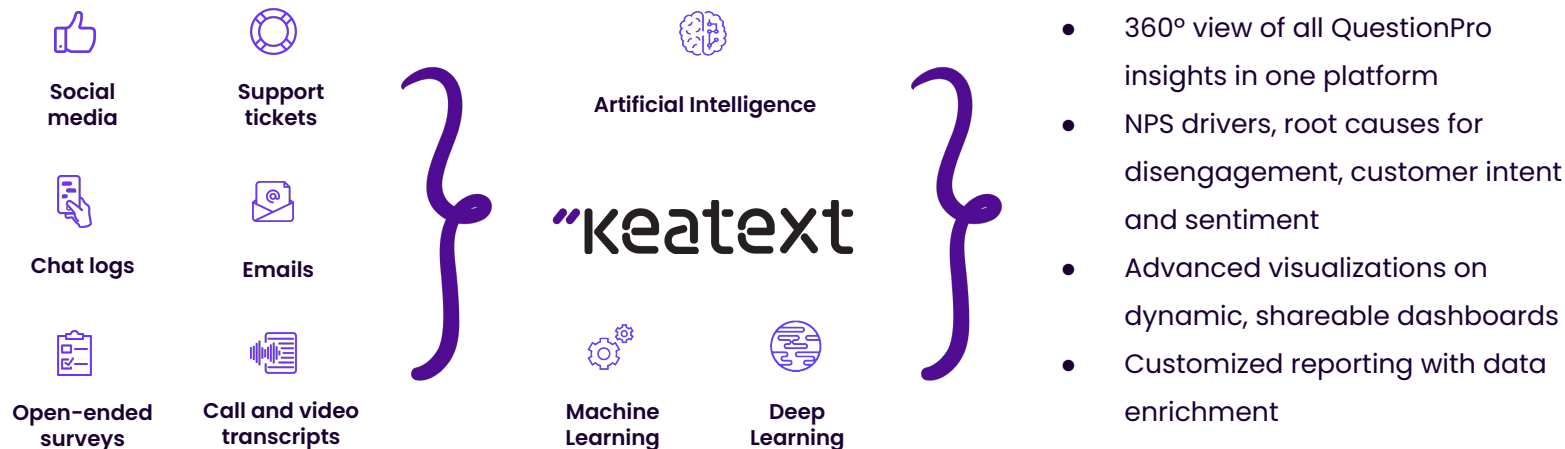 Social
media
Support
tickets
Chat logs
Emails
Open-ended
surveys
Call and video
transcripts
Artificial Intelligence
"keatext
Machine
Learning
Deep
Learning
● 360° view of all QuestionPro
insights in one platform
● NPS drivers, root causes for
disengagement, customer intent
and sentiment
● Advanced visualizations on
dynamic, shareable dashboards
● Customized reporting with data
enrichment